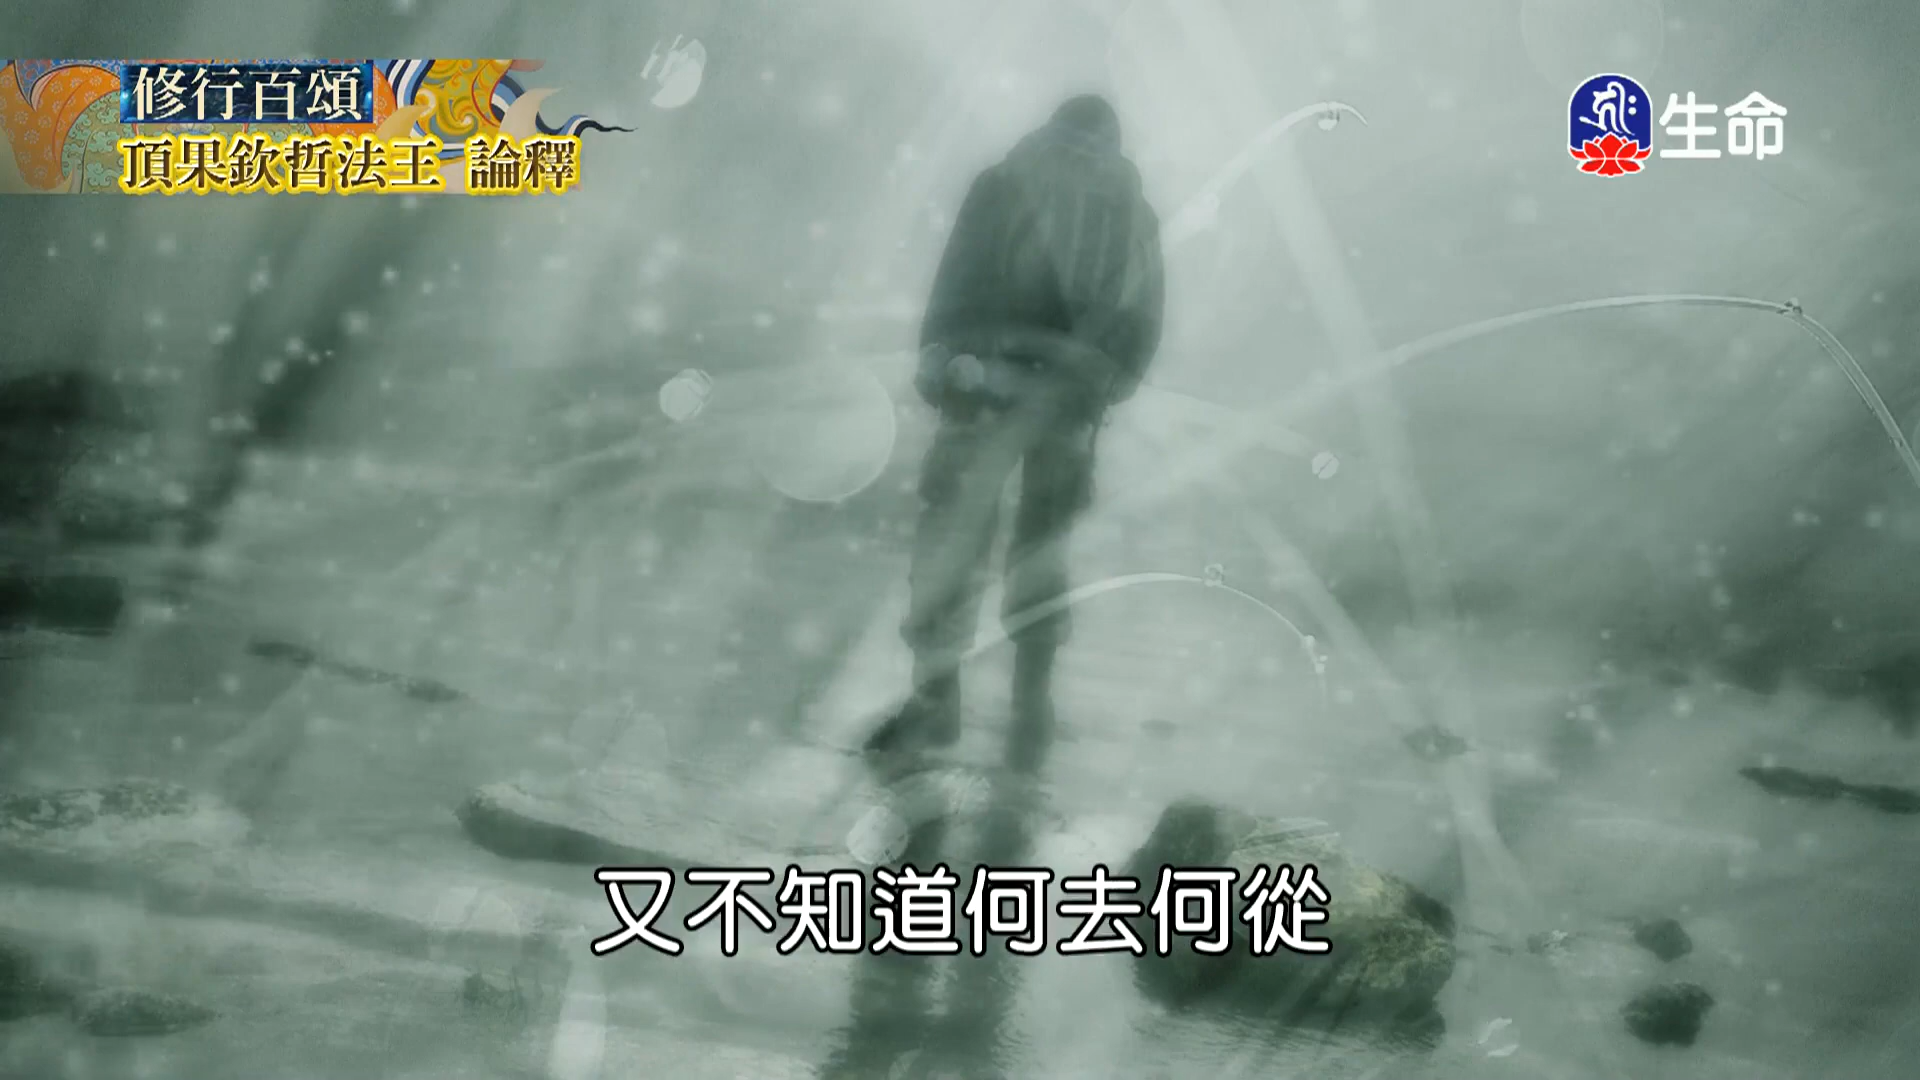 修行百頌
頂果欽哲法王 論釋
生命
又不知道何去何從